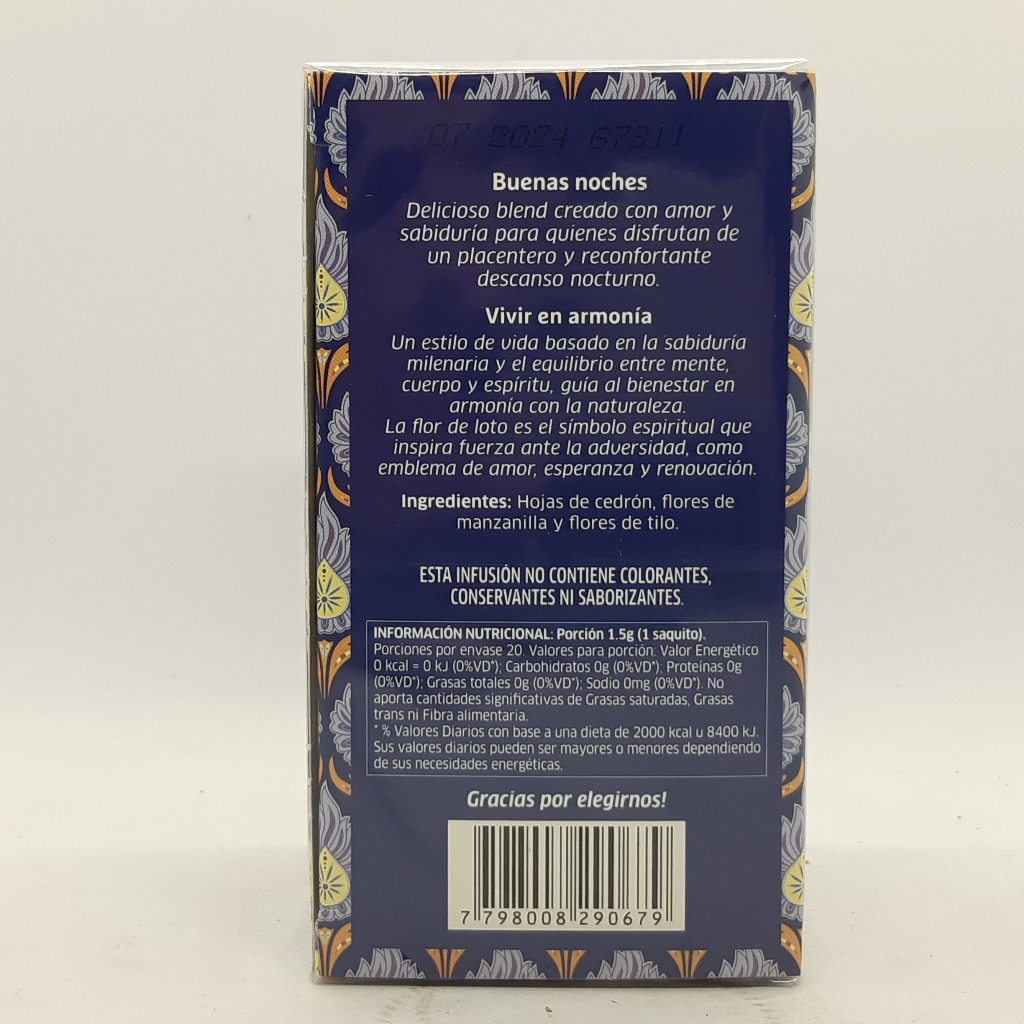 07 2024 67311
Buenas noches
Delicioso blend creado con amor y
sabiduría para quienes disfrutan de
un placentero y reconfortante
descanso nocturno.
Vivir en armonía
Un estilo de vida basado en la sabiduría
milenaria y el equilibrio entre mente,
cuerpo y espíritu, guía al bienestar en
armonía con la naturaleza.
La flor de loto es el símbolo espiritual que
inspira fuerza ante la adversidad, como
emblema de amor, esperanza y renovación.
Ingredientes: Hojas de cedrón, flores de
manzanilla y flores de tilo.
ESTA INFUSIÓN NO CONTIENE COLORANTES,
CONSERVANTES NI SABORIZANTES.
INFORMACIÓN NUTRICIONAL: Porción 1.5g (1 saquito).
Porciones por envase 20. Valores para porción: Valor Energético
0 kcal = 0 kJ (0%VD*); Carbohidratos 0g (0%VD*); Proteínas 0g
(0%VD*); Grasas totales 0g (0%VD*); Sodio 0mg (0%VD*). No
aporta cantidades significativas de Grasas saturadas, Grasas
trans ni Fibra alimentaria.
* % Valores Diarios con base a una dieta de 2000 kcal u 8400 kJ.
Sus valores diarios pueden ser mayores o menores dependiendo
de sus necesidades energéticas.
Gracias por elegirnos!
7 798008 290679